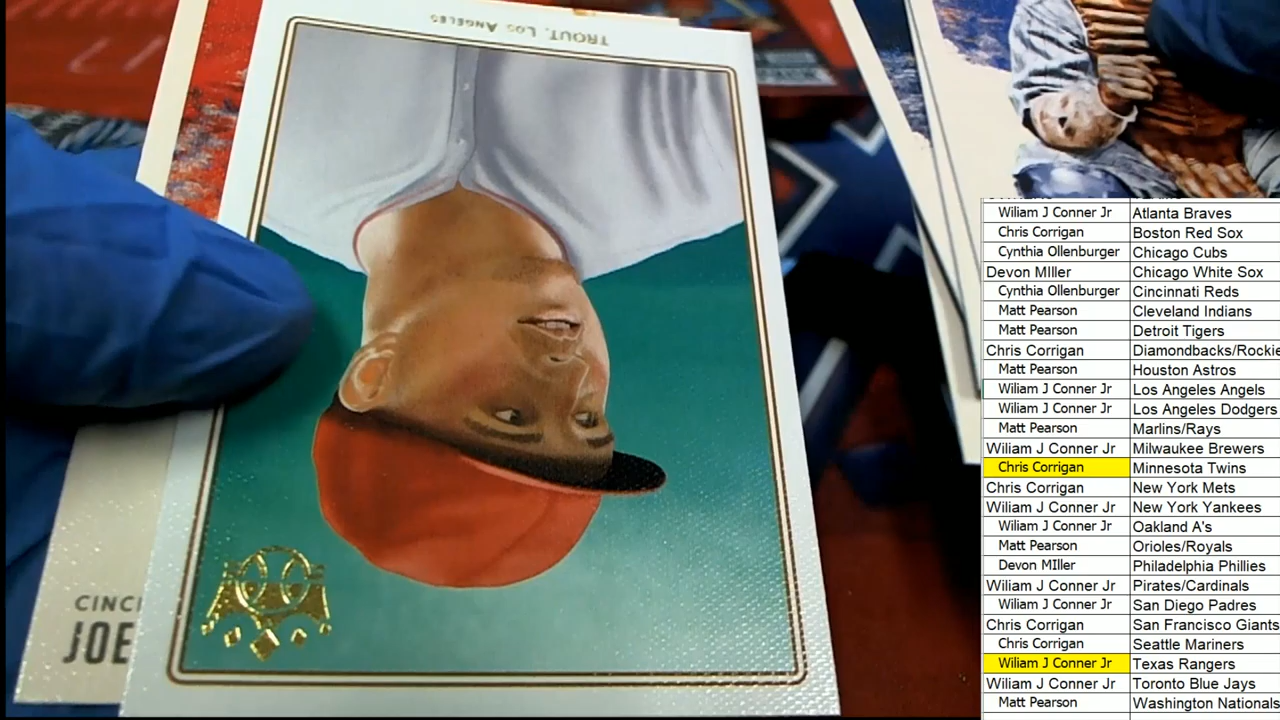 TROUT, LOS ANGELES
CINCI
JOE
Wiliam J Conner Jr Atlanta Braves
Chris Corrigan Boston Red Sox
Cynthia Ollenburger Chicago Cubs
Devon MIller Chicago White Sox
Cynthia Ollenburger Cincinnati Reds
Matt Pearson Cleveland Indians
Matt Pearson Detroit Tigers
Chris Corrigan Diamondbacks/Rockie
Matt Pearson Houston Astros
Wiliam J Conner Jr Los Angeles Angels
Wiliam J Conner Jr Los Angeles Dodgers
Matt Pearson Marlins/Rays
Wiliam J Conner Jr Milwaukee Brewers
Chris Corrigan Minnesota Twins
Chris Corrigan New York Mets
Wiliam J Conner Jr New York Yankees
Wiliam J Conner Jr Oakland A's
Matt Pearson Orioles/Royals
Devon MIller Philadelphia Phillies
Wiliam J Conner Jr Pirates/Cardinals
Wiliam J Conner Jr San Diego Padres
Chris Corrigan San Francisco Giants
Chris Corrigan Seattle Mariners
Wiliam J Conner Jr Texas Rangers
Wiliam J Conner Jr Toronto Blue Jays
Matt Pearson Washington Nationals